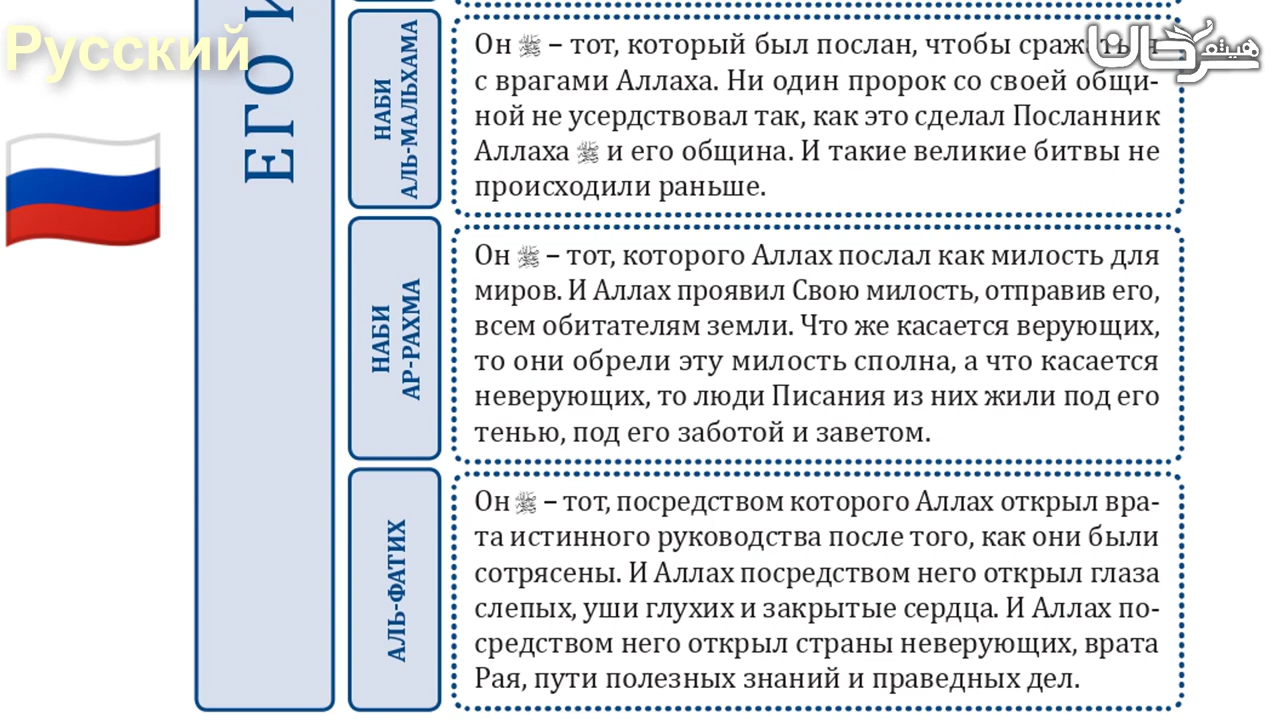 Русский
ЕГО И
НАБИ
АЛЬ-МАЛЬХАМА
Он ﷺ – тот, который был послан, чтобы сражаться
с врагами Аллаха. Ни один пророк со своей общи-
ной не усердствовал так, как это сделал Посланник
Аллаха ﷺ и его община. И такие великие битвы не
происходили раньше.
НАБИ
АР-РАХМА
Он ﷺ – тот, которого Аллах послал как милость для
миров. И Аллах проявил Свою милость, отправив его,
всем обитателям земли. Что же касается верующих,
то они обрели эту милость сполна, а что касается
неверующих, то люди Писания из них жили под его
тенью, под его заботой и заветом.
АЛЬ-ФАТИХ
Он ﷺ – тот, посредством которого Аллах открыл вра-
та истинного руководства после того, как они были
сотрясены. И Аллах посредством него открыл глаза
слепых, уши глухих и закрытые сердца. И Аллах по-
средством него открыл страны неверующих, врата
Рая, пути полезных знаний и праведных дел.